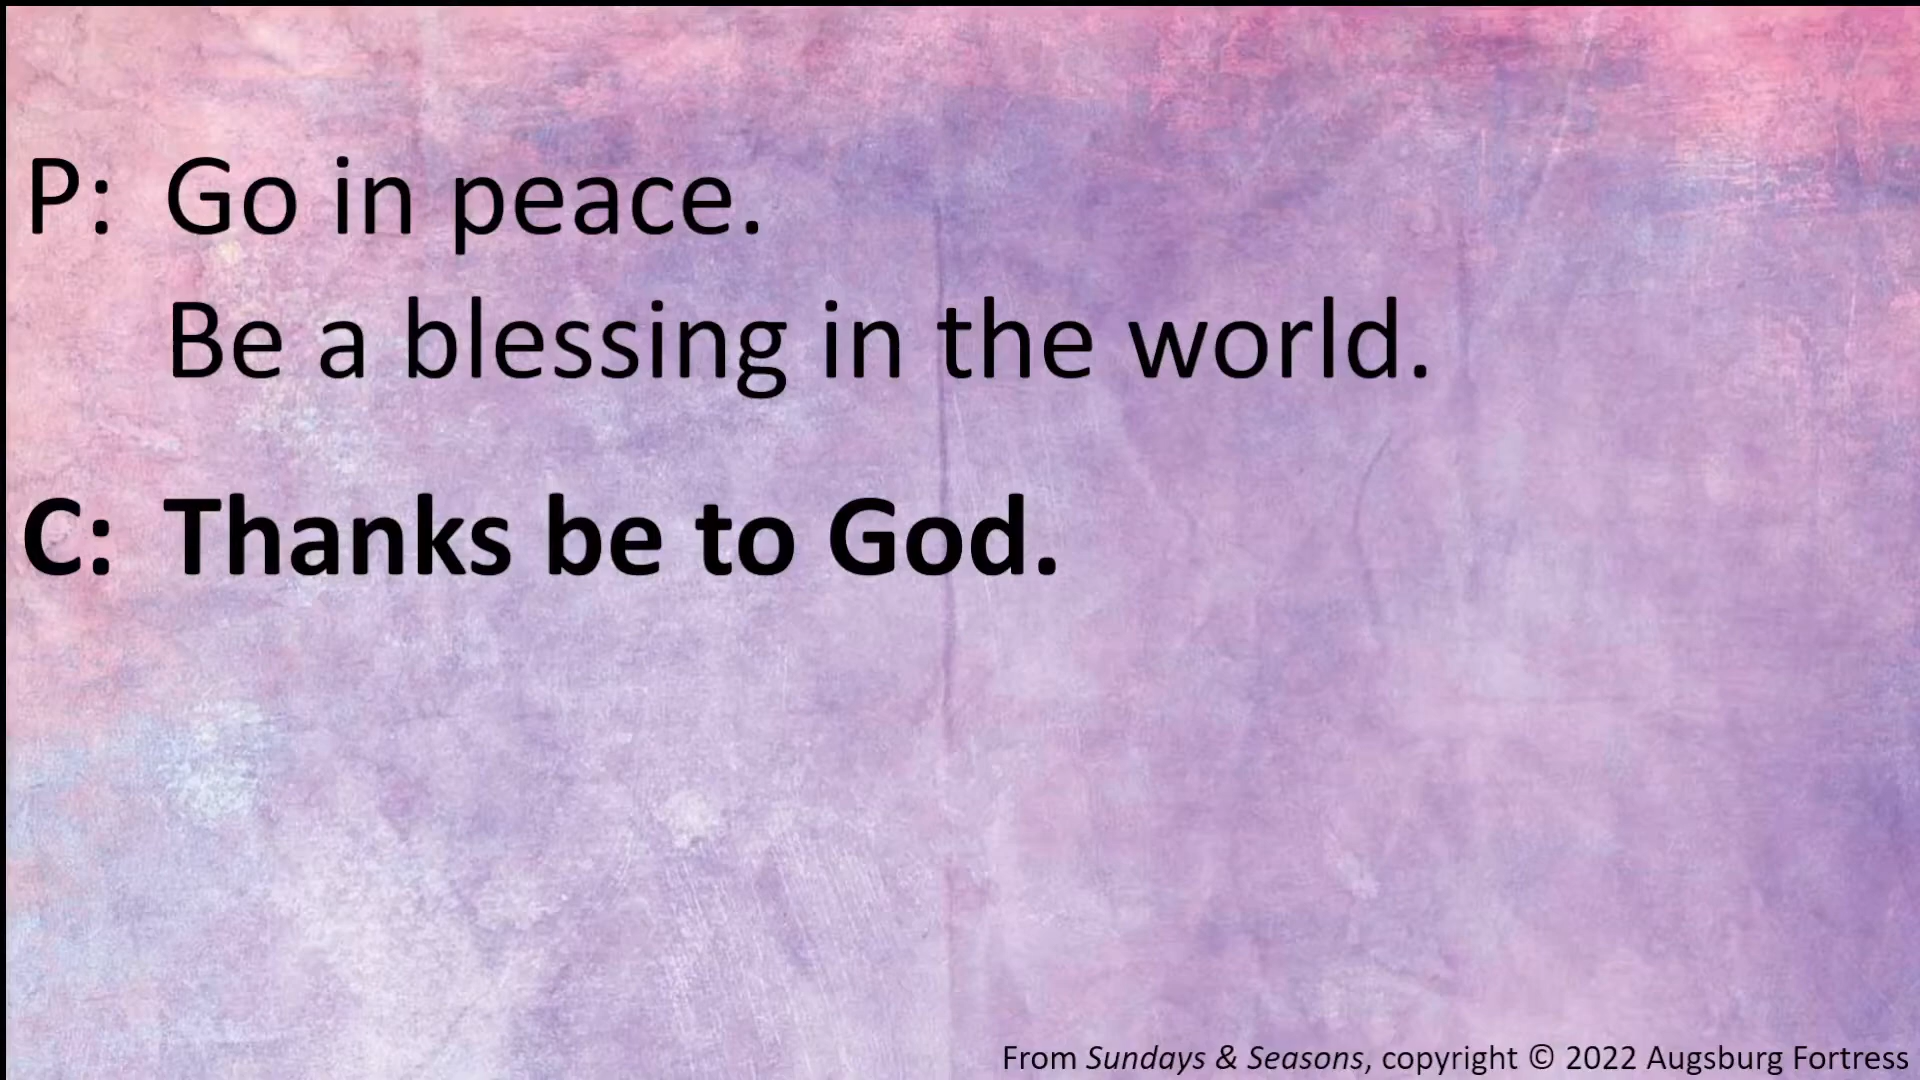 P: Go in peace.
Be a blessing in the world.
C: Thanks be to God.
From Sundays & Seasons, copyright © 2022 Augsburg Fortress